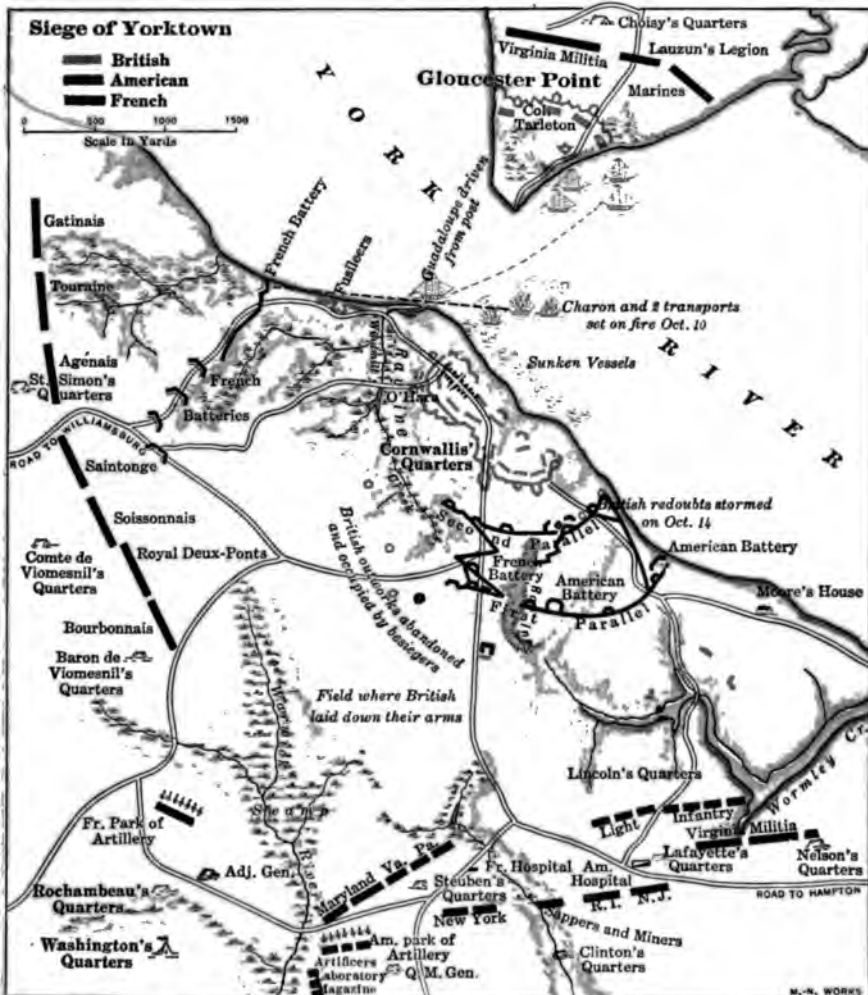 Siege of Yorktown
British
American
French
0 500 1000 1500
Scale in Yards
YORK
RIVER
Choisy's Quarters
Virginia Militia
Lauzun's Legion
Gloucester Point
Marines
Col.
Tarleton
Guadaloupe driven
from post
French Battery
Fusileers
Gatinais
Touraine
Agénais
St. Simon's
Quarters
French
Batteries
Charon and 2 transports
set on fire Oct. 10
Sunken Vessels
Ravine
O'Hara
ROAD TO WILLIAMSBURG
Saintonge
Cornwallis'
Quarters
Creek
Soissonnais
Second Parallel
British redoubts stormed
on Oct. 14
Royal Deux-Ponts
Comte de
Viomesnil's
Quarters
British outworks abandoned
and occupied by besiegers
French
Battery
American
Battery
American Battery
Ravine
First Parallel
Moore's House
Bourbonnais
Baron de
Viomesnil's
Quarters
Field where British
laid down their arms
Wormley Cr.
Swamp
River
Lincoln's Quarters
Light Infantry
Virginia Militia
Fr. Park of
Artillery
Lafayette's
Quarters
Nelson's
Quarters
ROAD TO HAMPTON
Adj. Gen.
Maryland Va. Pa.
Fr. Hospital
Am.
Hospital
Steuben's
Quarters
New York
R.I. N.J.
Rochambeau's
Quarters
Sappers and Miners
Washington's
Quarters
Am. park of
Artillery
Artificers
Laboratory
Magazine
Q. M. Gen.
Clinton's
Quarters
M.-N. WORKS